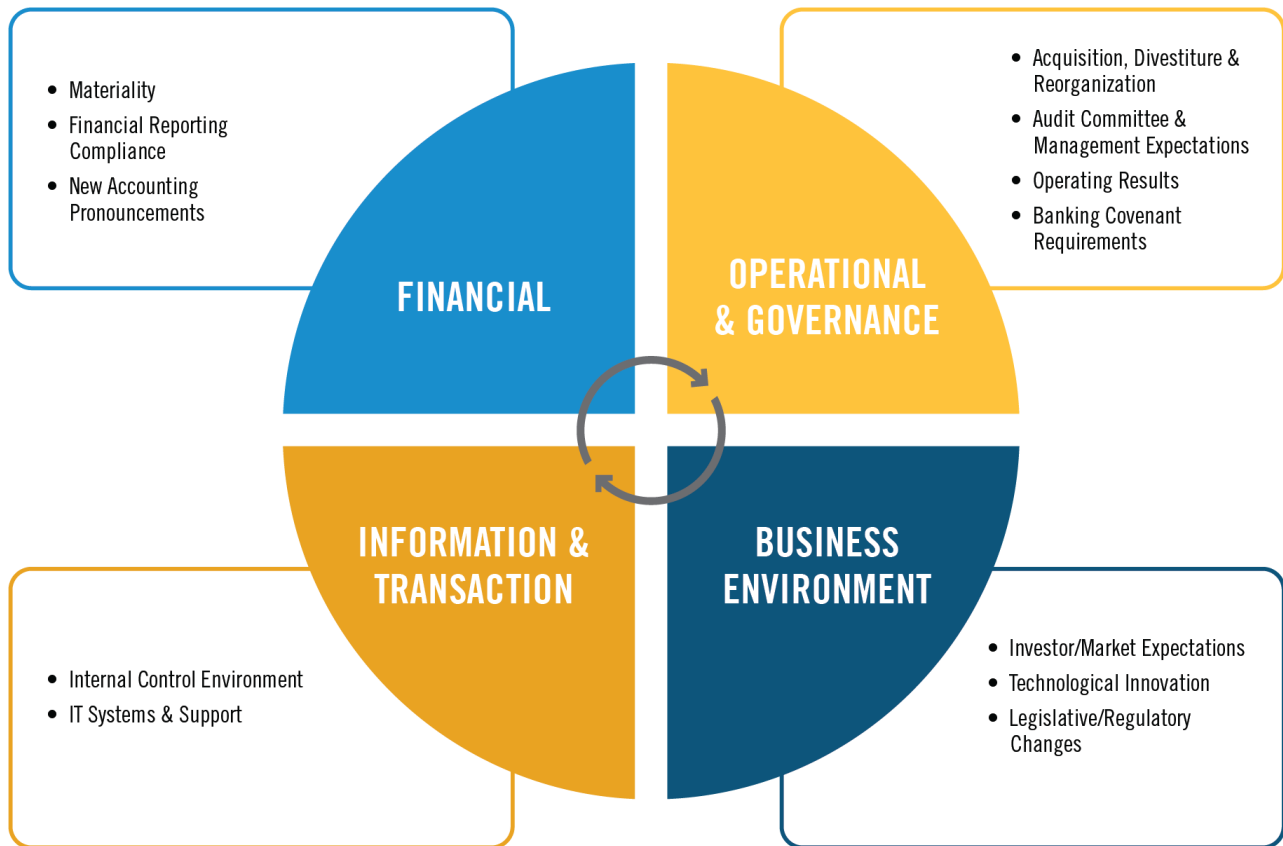 • Materiality
• Financial Reporting
Compliance
• New Accounting
Pronouncements
FINANCIAL
• Acquisition, Divestiture &
Reorganization
• Audit Committee &
Management Expectations
• Operating Results
• Banking Covenant
Requirements
OPERATIONAL
& GOVERNANCE
INFORMATION &
TRANSACTION
• Internal Control Environment
• IT Systems & Support
BUSINESS
ENVIRONMENT
• Investor/Market Expectations
• Technological Innovation
• Legislative/Regulatory
Changes